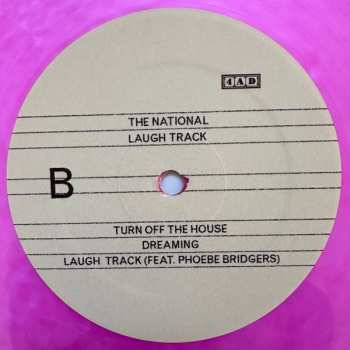 4AD
THE NATIONAL
LAUGH TRACK
B
TURN OFF THE HOUSE
DREAMING
LAUGH TRACK (FEAT. PHOEBE BRIDGERS)